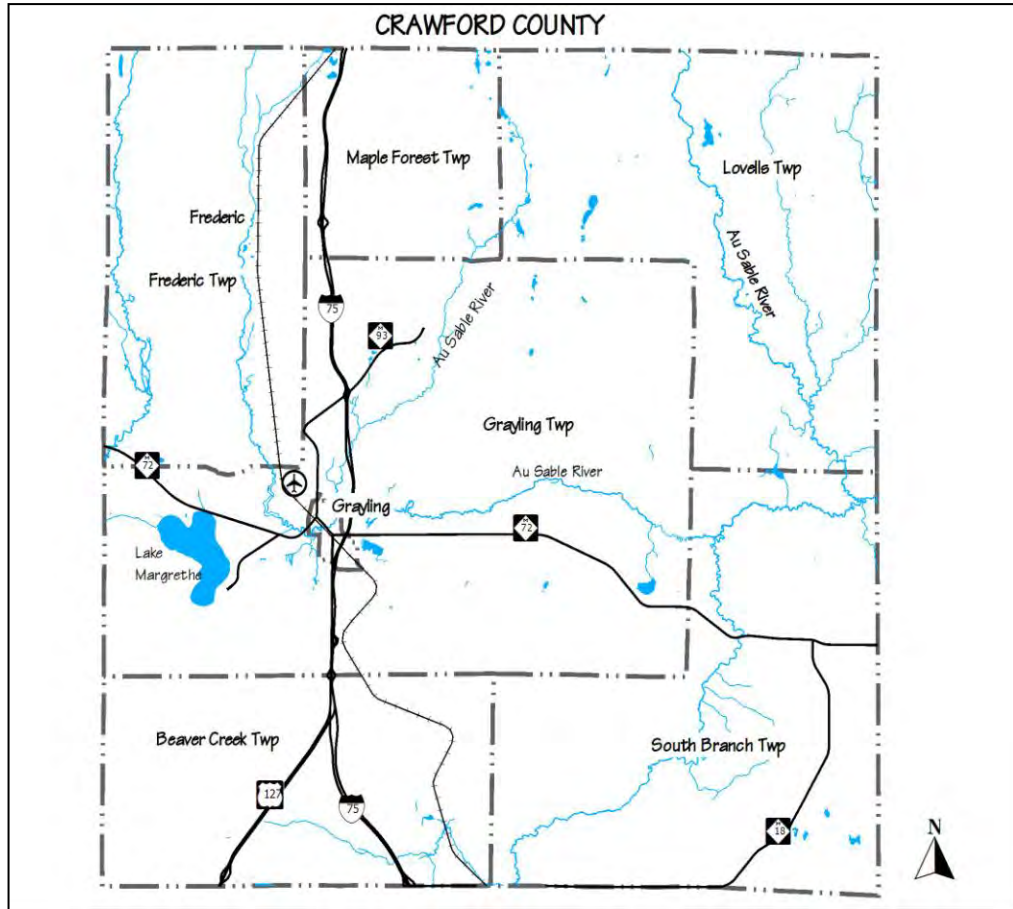 CRAWFORD COUNTY
Maple Forest Twp
Lovells Twp
Frederic
Au Sable River
Frederic Twp
75
M
93
Au Sable River
Grayling Twp
M
72
Au Sable River
Grayling
M
72
Lake
Margrethe
Beaver Creek Twp
South Branch Twp
127
75
M
18
N